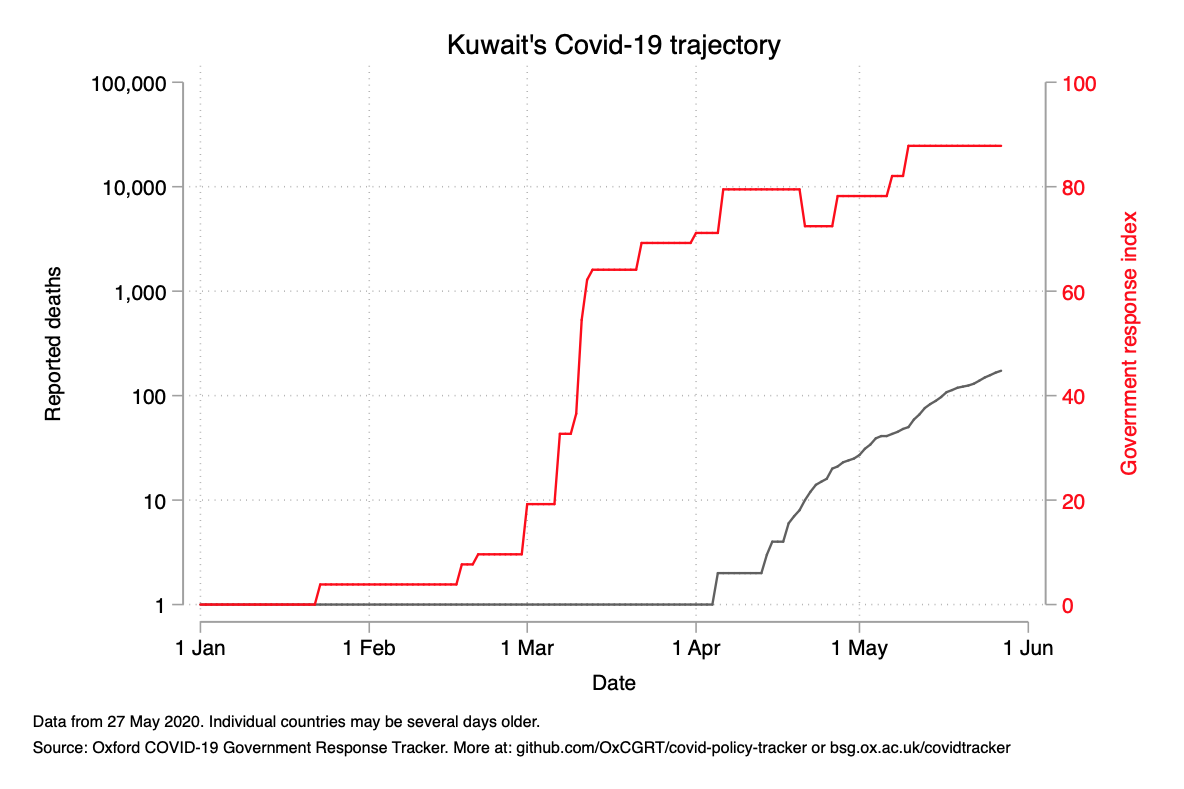 Kuwait's Covid-19 trajectory
100,000
10,000
1,000
100
10
1
Reported deaths
100
80
60
40
20
0
Government response index
1 Jan
1 Feb
1 Mar
1 Apr
1 May
1 Jun
Date
Data from 27 May 2020. Individual countries may be several days older.
Source: Oxford COVID-19 Government Response Tracker. More at: github.com/OxCGRT/covid-policy-tracker or bsg.ox.ac.uk/covidtracker